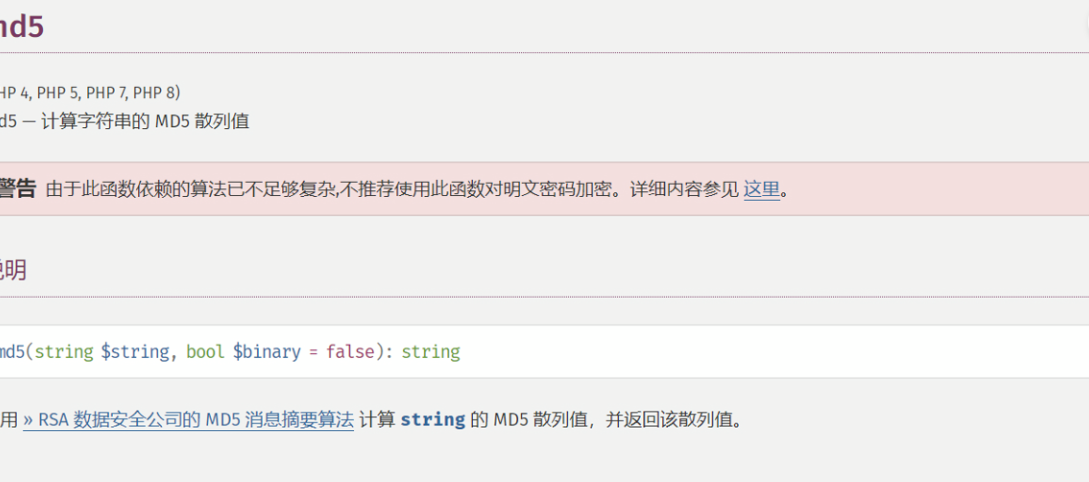 md5
PHP 4, PHP 5, PHP 7, PHP 8)
md5 — 计算字符串的 MD5 散列值
警告 由于此函数依赖的算法已不足够复杂,不推荐使用此函数对明文密码加密。详细内容参见 这里。
说明
md5(string $string, bool $binary = false): string
用 » RSA 数据安全公司的 MD5 消息摘要算法 计算 string 的 MD5 散列值，并返回该散列值。